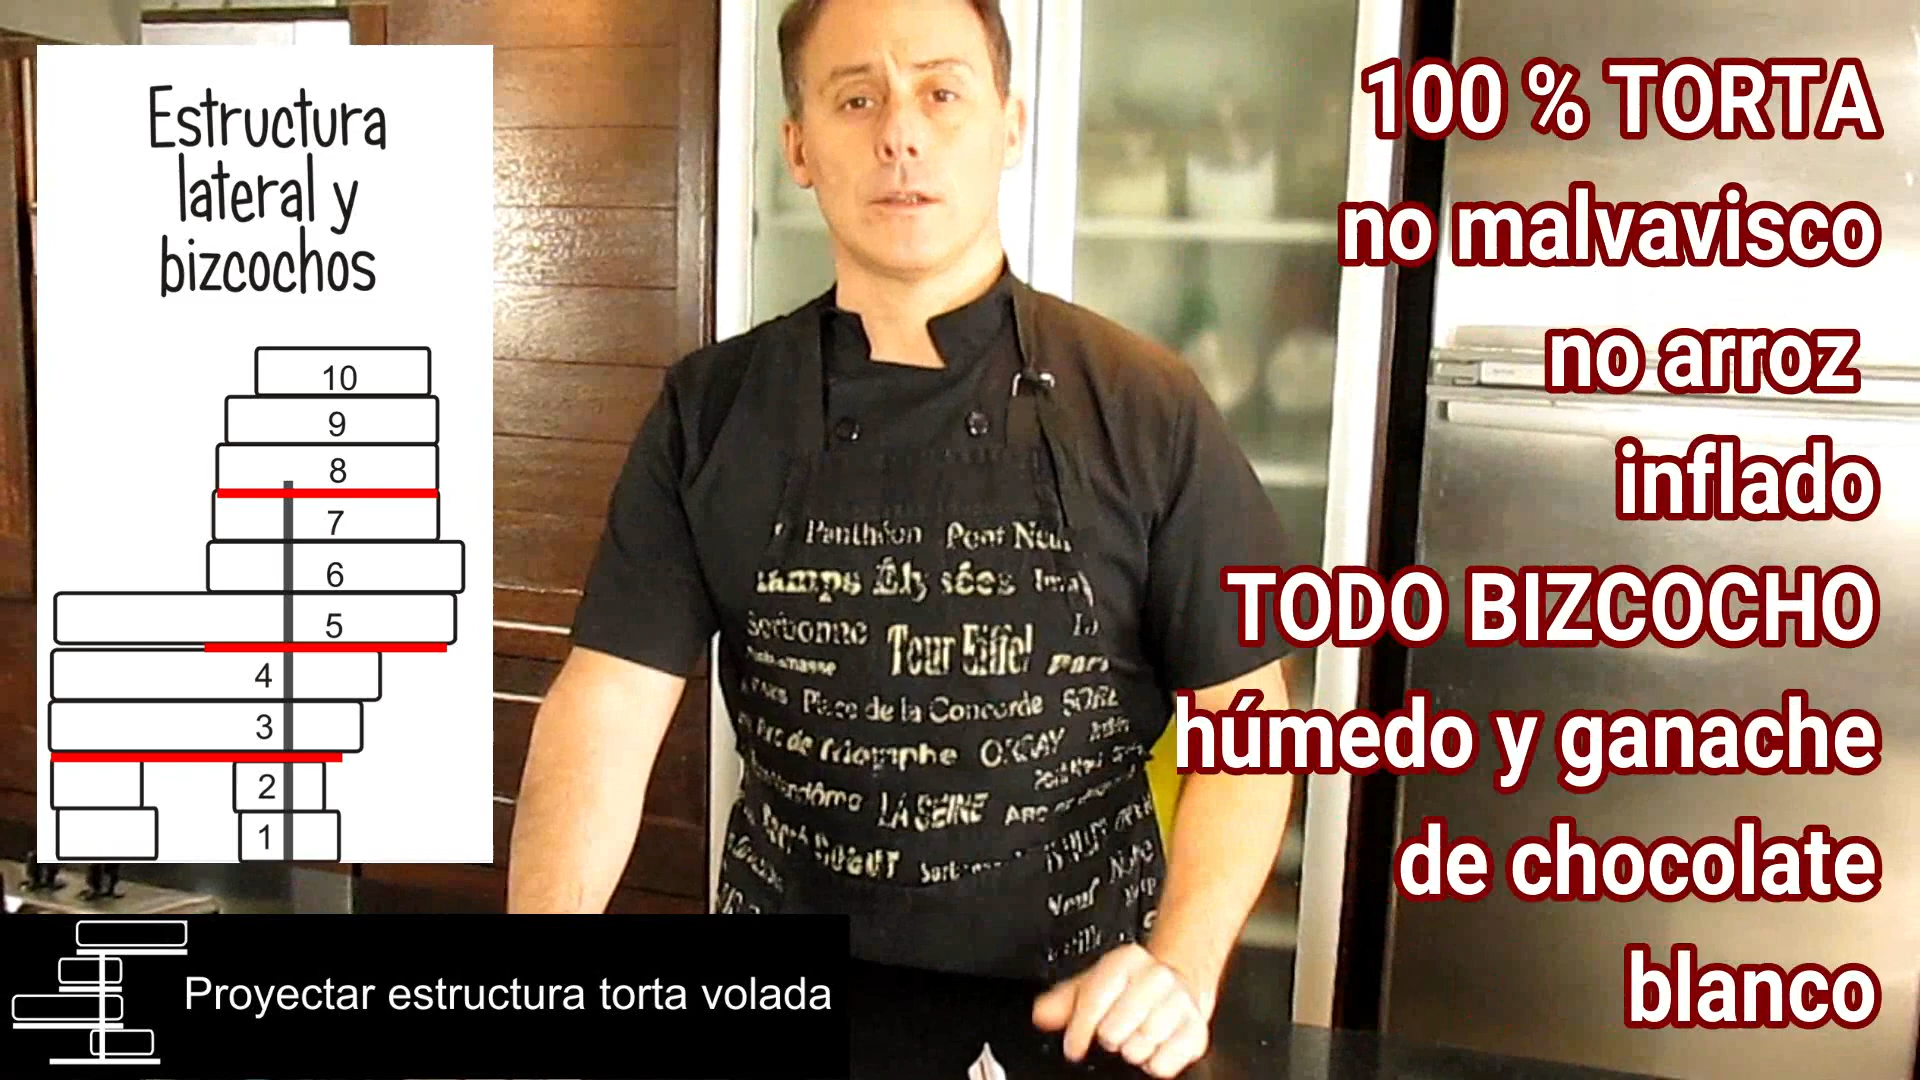 Estructura
lateral y
bizcochos
10
9
8
7
6
5
4
3
2
1
Proyectar estructura torta volada
100 % TORTA
no malvavisco
no arroz
inflado
TODO BIZCOCHO
húmedo y ganache
de chocolate
blanco
Panthéon Pont Neuf
Élysées
Sorbonne Tour Eiffel
Place de la Concorde
Arc de Triomphe ORSAY
LA SEINE